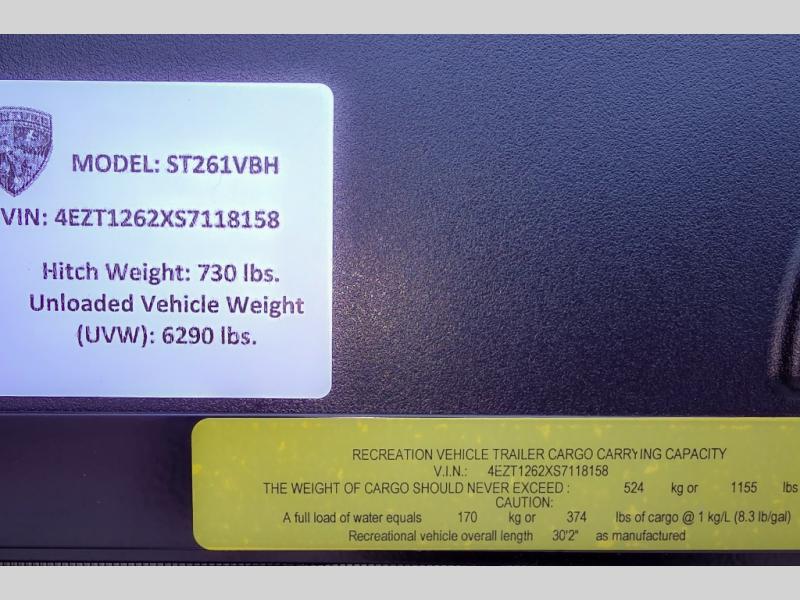 MODEL: ST261VBH
VIN: 4EZT1262XS7118158
Hitch Weight: 730 lbs.
Unloaded Vehicle Weight
(UVW): 6290 lbs.
RECREATION VEHICLE TRAILER CARGO CARRYING CAPACITY
V.I.N.: 4EZT1262XS7118158
THE WEIGHT OF CARGO SHOULD NEVER EXCEED : 524 kg or 1155 lbs
CAUTION:
A full load of water equals 170 kg or 374 lbs of cargo @ 1 kg/L (8.3 lb/gal)
Recreational vehicle overall length 30'2" as manufactured